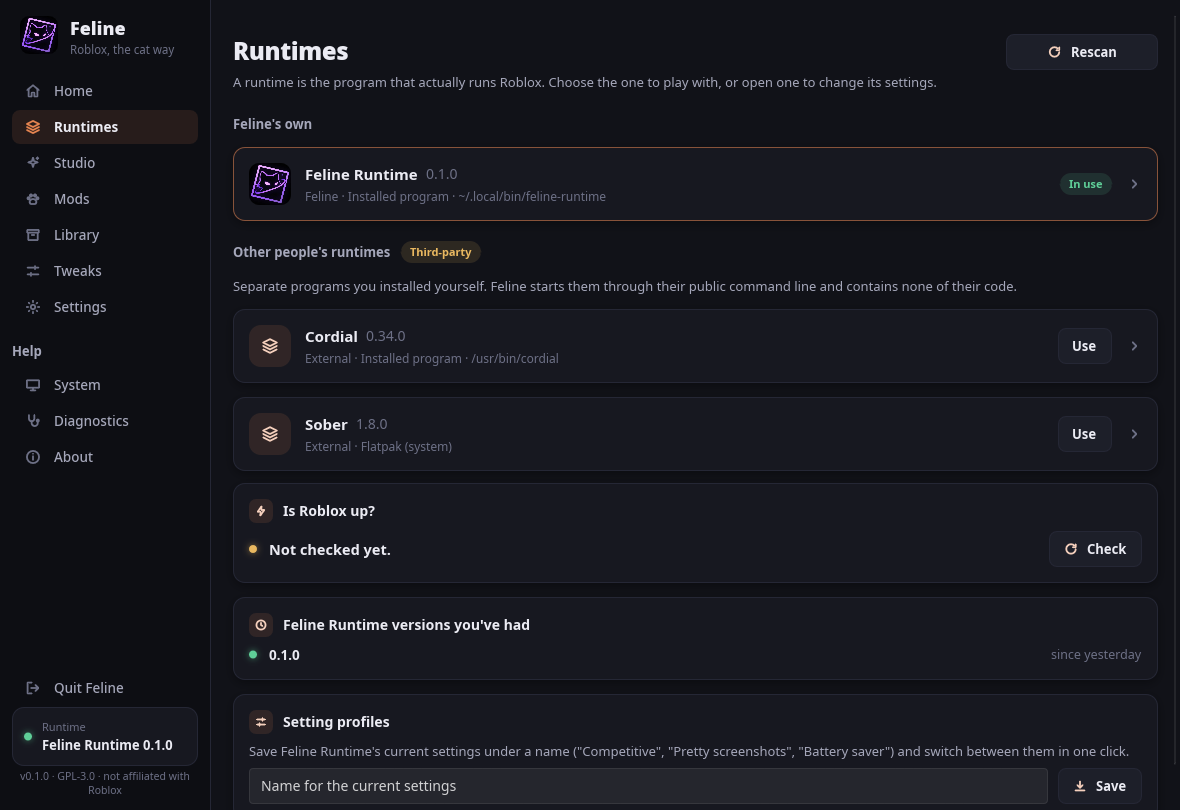 Feline
Roblox, the cat way
Home
Runtimes
Studio
Mods
Library
Tweaks
Settings
Help
System
Diagnostics
About
Quit Feline
Runtime
Feline Runtime 0.1.0
v0.1.0 · GPL-3.0 · not affiliated with
Roblox
Runtimes
Rescan
A runtime is the program that actually runs Roblox. Choose the one to play with, or open one to change its settings.
Feline's own
Feline Runtime 0.1.0
Feline · Installed program · ~/.local/bin/feline-runtime
In use
Other people's runtimes Third-party
Separate programs you installed yourself. Feline starts them through their public command line and contains none of their code.
Cordial 0.34.0
External · Installed program · /usr/bin/cordial
Use
Sober 1.8.0
External · Flatpak (system)
Use
Is Roblox up?
Not checked yet.
Check
Feline Runtime versions you've had
0.1.0 since yesterday
Setting profiles
Save Feline Runtime's current settings under a name ("Competitive", "Pretty screenshots", "Battery saver") and switch between them in one click.
Name for the current settings
Save